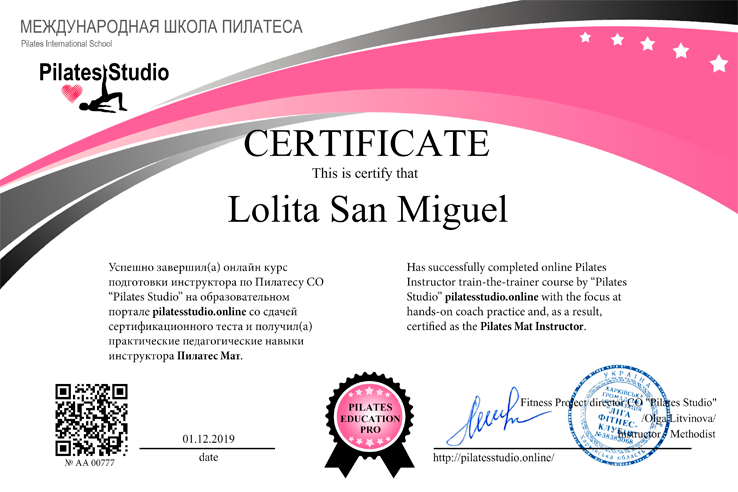 МЕЖДУНАРОДНАЯ ШКОЛА ПИЛАТЕСА
Pilates International School
Pilates Studio
CERTIFICATE
This is certify that
Lolita San Miguel
Успешно завершил(а) онлайн курс
подготовки инструктора по Пилатесу СО
“Pilates Studio” на образовательном
портале pilatesstudio.online со сдачей
сертификационного теста и получил(а)
практические педагогические навыки
инструктора Пилатес Мат.
Has successfully completed online Pilates
Instructor train-the-trainer course by “Pilates
Studio” pilatesstudio.online with the focus at
hands-on coach practice and, as a result,
certified as the Pilates Mat Instructor.
№ AA 00777
01.12.2019
date
PILATES
EDUCATION
PRO
Fitness Project director CO "Pilates Studio"
/Olga Litvinova/
Instructor - Methodist
http://pilatesstudio.online/
УКРАЇНА
ХАРКІВСЬКА
ЛІГА
ФІТНЕС-